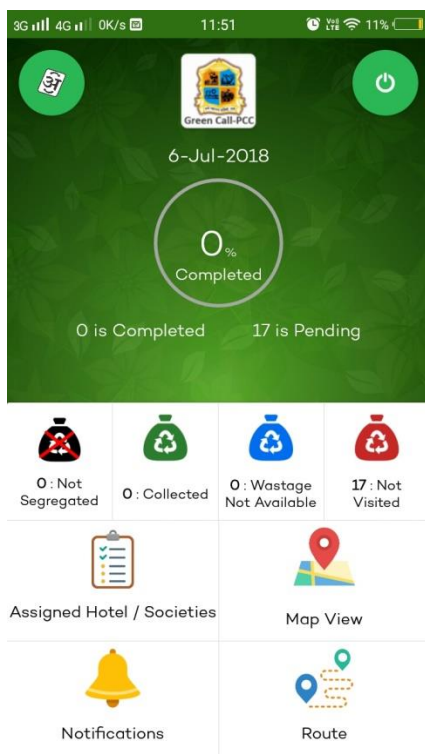 3G 4G 0K/s 11:51 VoI) LTE 11%
अ
Green Call-PCC
6-Jul-2018
0%
Completed
0 is Completed 17 is Pending
0 : Not Segregated
0 : Collected
0 : Wastage Not Available
17 : Not Visited
Assigned Hotel / Societies
Map View
Notifications
Route